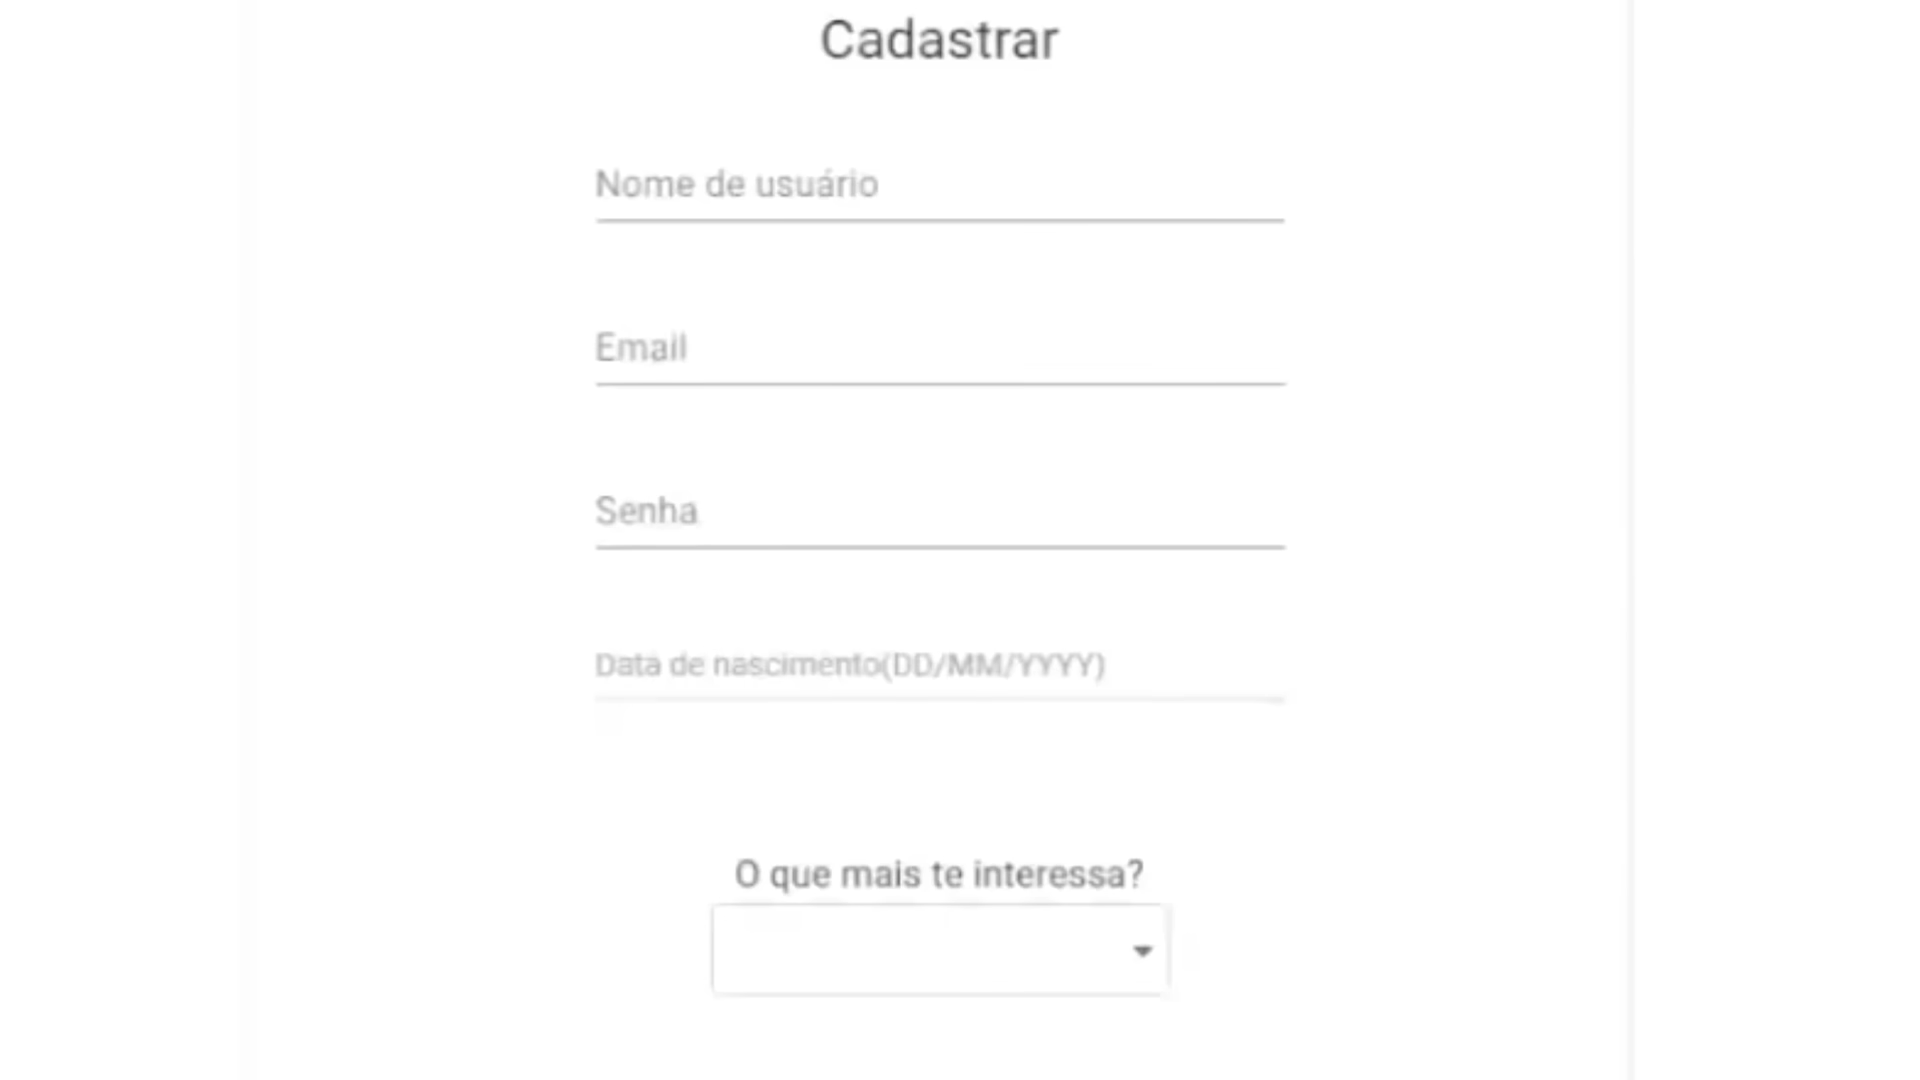 Cadastrar
Nome de usuário
Email
Senha
Data de nascimento(DD/MM/YYYY)
O que mais te interessa?